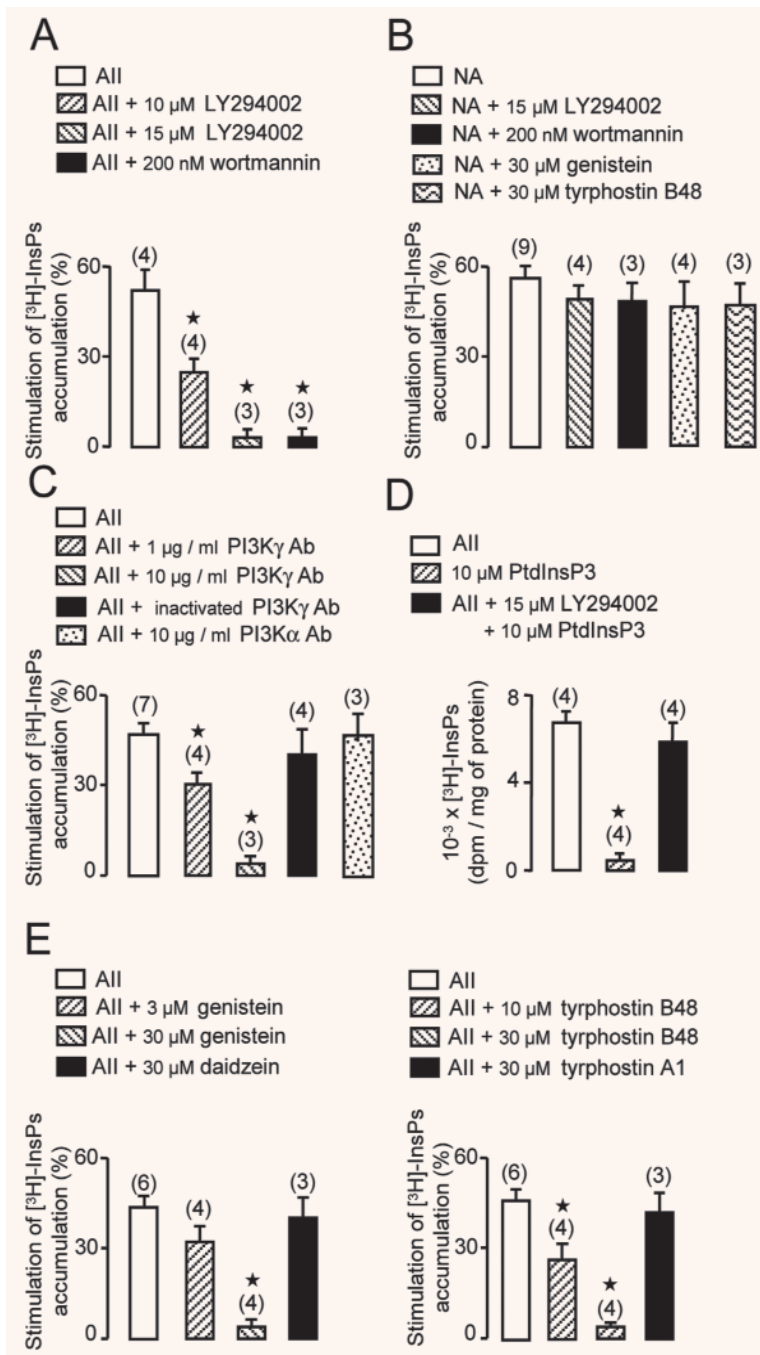 A
AII
AII + 10 µM LY294002
AII + 15 µM LY294002
AII + 200 nM wortmannin
Stimulation of [³H]-InsPs
accumulation (%)
60
30
0
(4)
★
(4)
★
(3)
★
(3)
B
NA
NA + 15 µM LY294002
NA + 200 nM wortmannin
NA + 30 µM genistein
NA + 30 µM tyrphostin B48
Stimulation of [³H]-InsPs
accumulation (%)
60
30
0
(9)
(4)
(3)
(4)
(3)
C
AII
AII + 1 µg / ml PI3Kγ Ab
AII + 10 µg / ml PI3Kγ Ab
AII + inactivated PI3Kγ Ab
AII + 10 µg / ml PI3Kα Ab
Stimulation of [³H]-InsPs
accumulation (%)
60
30
0
(7)
★
(4)
★
(3)
(4)
(3)
D
AII
10 µM PtdInsP3
AII + 15 µM LY294002
+ 10 µM PtdInsP3
10⁻³ x [³H]-InsPs
(dpm / mg of protein)
8
4
0
(4)
★
(4)
(4)
E
AII
AII + 3 µM genistein
AII + 30 µM genistein
AII + 30 µM daidzein
Stimulation of [³H]-InsPs
accumulation (%)
60
30
0
(6)
(4)
★
(4)
(3)
AII
AII + 10 µM tyrphostin B48
AII + 30 µM tyrphostin B48
AII + 30 µM tyrphostin A1
Stimulation of [³H]-InsPs
accumulation (%)
60
30
0
(6)
★
(4)
★
(4)
(3)